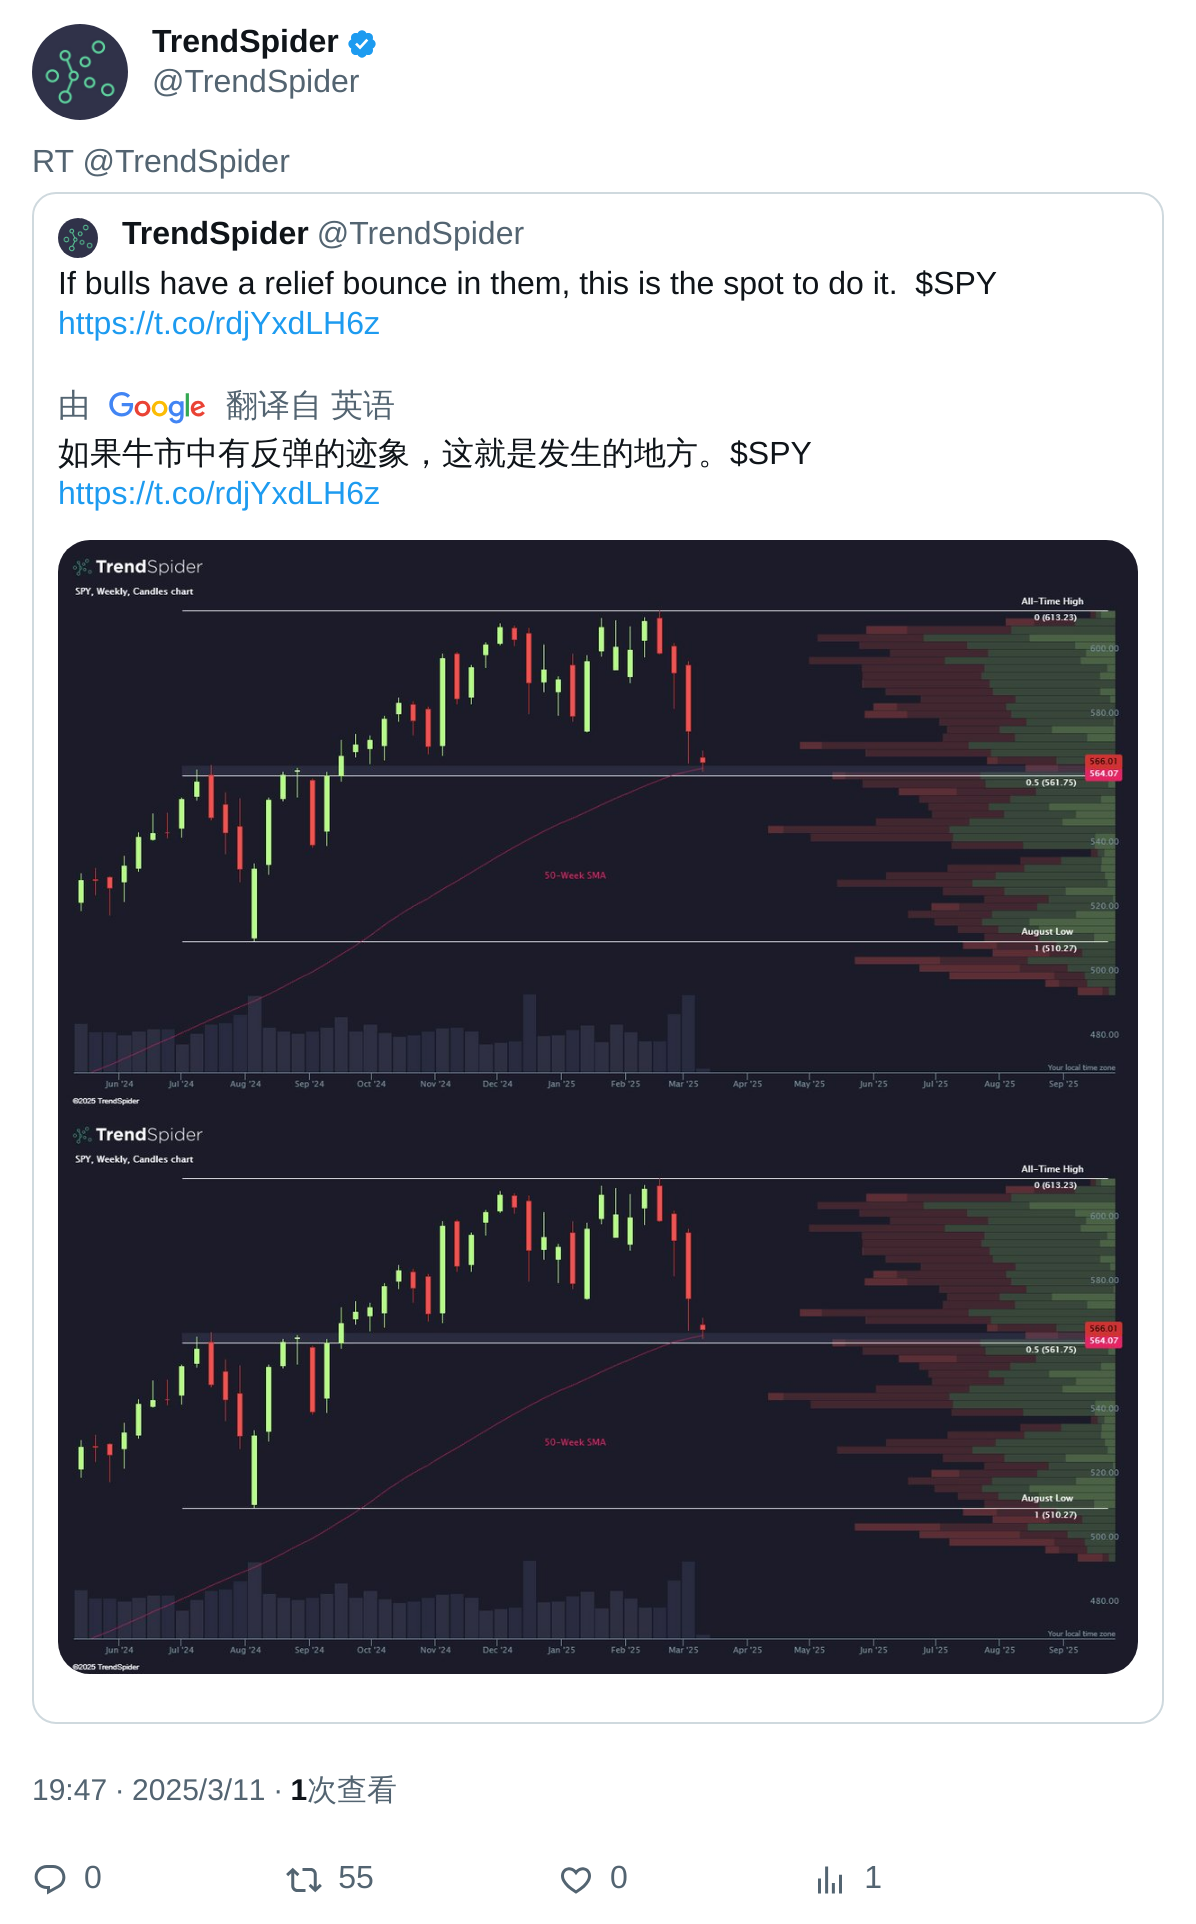 TrendSpider
@TrendSpider
RT @TrendSpider
TrendSpider @TrendSpider
If bulls have a relief bounce in them, this is the spot to do it.  $SPY
https://t.co/rdjYxdLH6z
由 Google 翻译自 英语
如果牛市中有反弹的迹象，这就是发生的地方。$SPY
https://t.co/rdjYxdLH6z
TrendSpider
SPY, Weekly, Candles chart
All-Time High
0 (613.23)
600.00
580.00
566.01
564.07
0.5 (561.75)
540.00
50-Week SMA
520.00
August Low
1 (510.27)
500.00
480.00
Your local time zone
Jun '24 Jul '24 Aug '24 Sep '24 Oct '24 Nov '24 Dec '24 Jan '25 Feb '25 Mar '25 Apr '25 May '25 Jun '25 Jul '25 Aug '25 Sep '25
©2025 TrendSpider
TrendSpider
SPY, Weekly, Candles chart
All-Time High
0 (613.23)
600.00
580.00
566.01
564.07
0.5 (561.75)
540.00
50-Week SMA
520.00
August Low
1 (510.27)
500.00
480.00
Your local time zone
Jun '24 Jul '24 Aug '24 Sep '24 Oct '24 Nov '24 Dec '24 Jan '25 Feb '25 Mar '25 Apr '25 May '25 Jun '25 Jul '25 Aug '25 Sep '25
©2025 TrendSpider
19:47 · 2025/3/11 · 1次查看
0 55 0 1